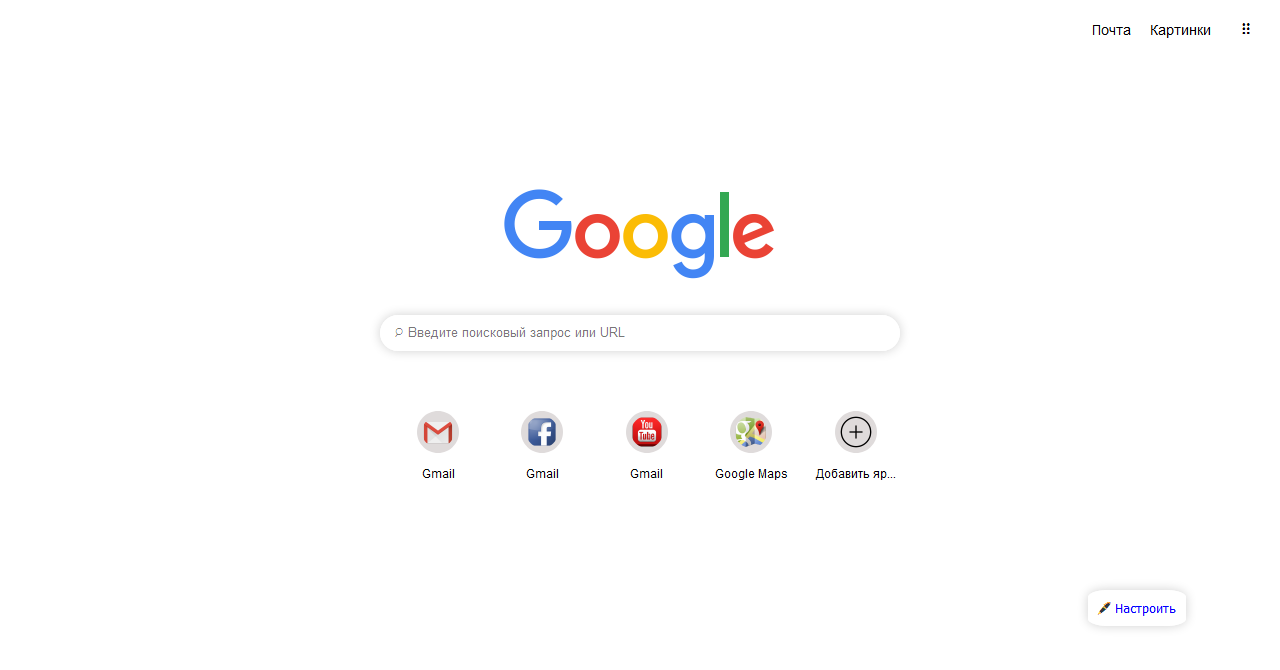 Почта Картинки
Google
Введите поисковый запрос или URL
You
Tube
Gmail Gmail Gmail Google Maps Добавить яр...
Настроить